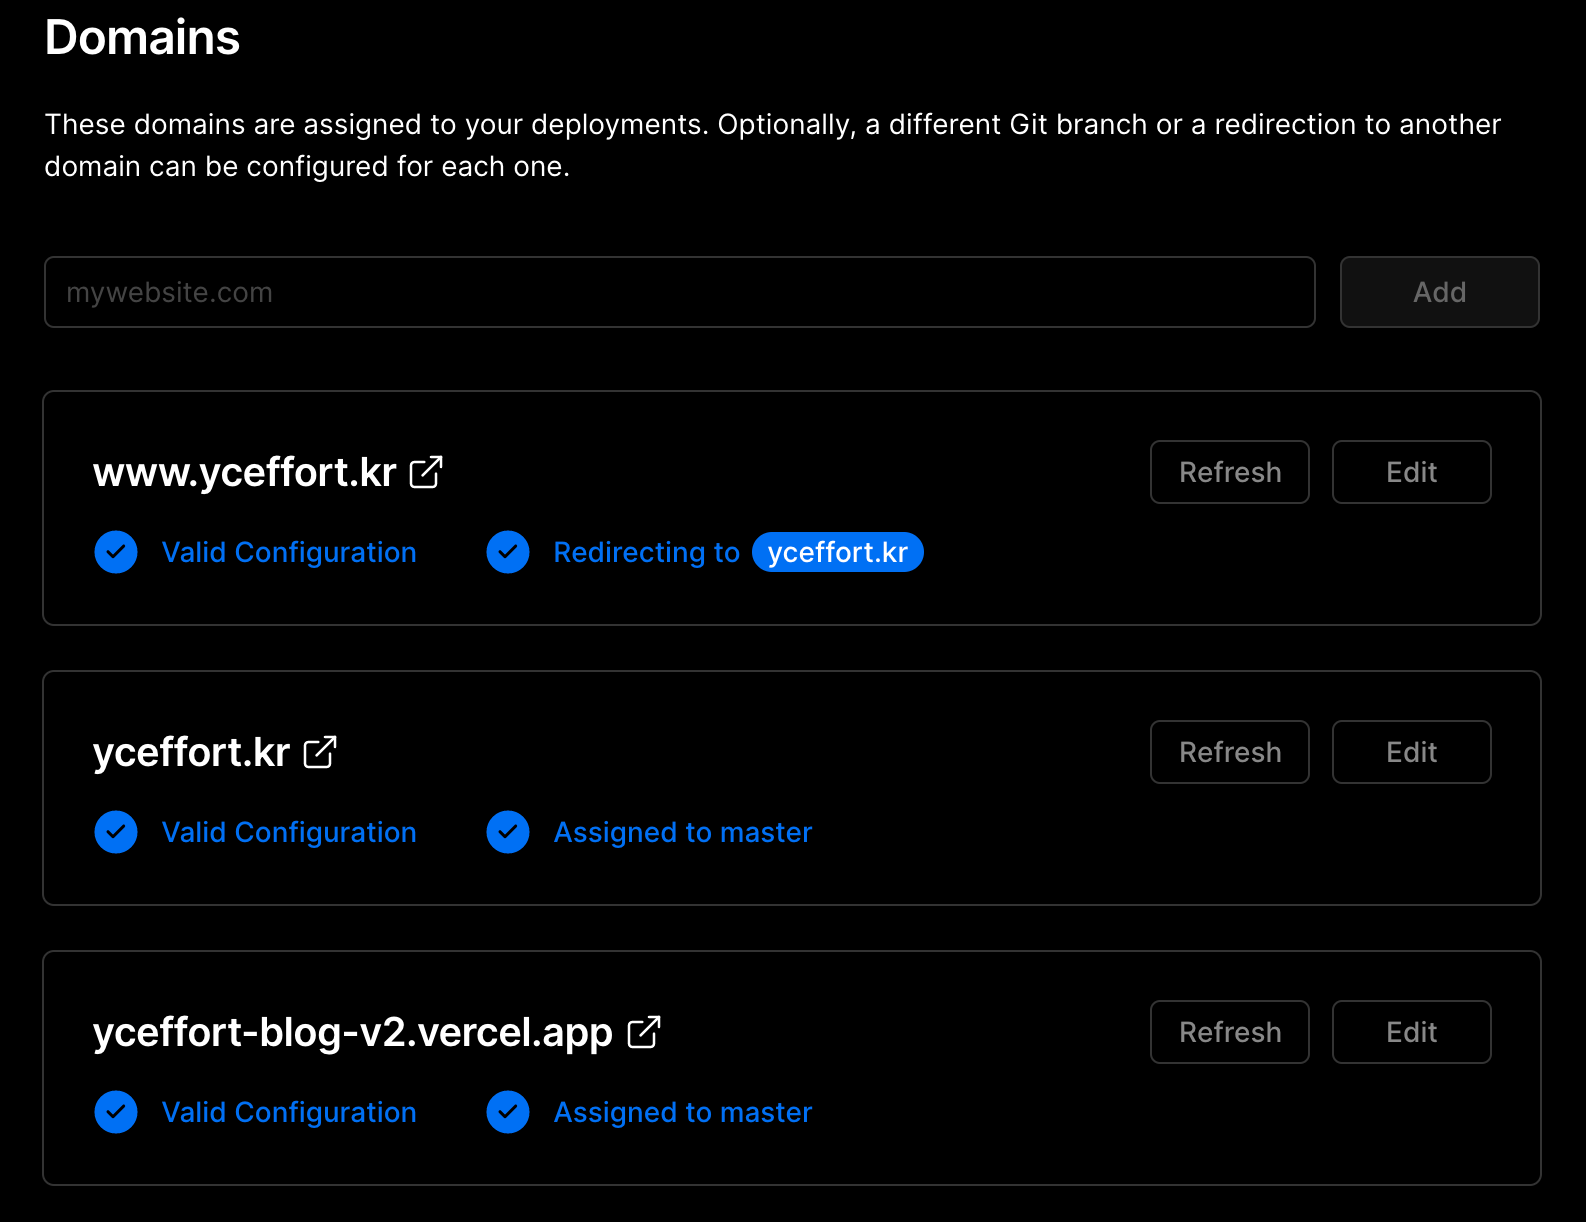 Domains
These domains are assigned to your deployments. Optionally, a different Git branch or a redirection to another
domain can be configured for each one.
mywebsite.com
Add
www.yceffort.kr
Refresh
Edit
Valid Configuration
Redirecting to yceffort.kr
yceffort.kr
Refresh
Edit
Valid Configuration
Assigned to master
yceffort-blog-v2.vercel.app
Refresh
Edit
Valid Configuration
Assigned to master